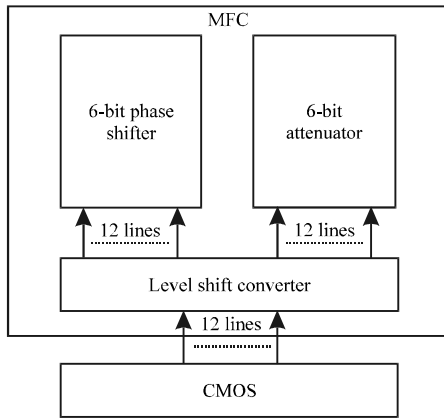 MFC
6-bit phase
shifter
6-bit
attenuator
12 lines
12 lines
Level shift converter
12 lines
CMOS